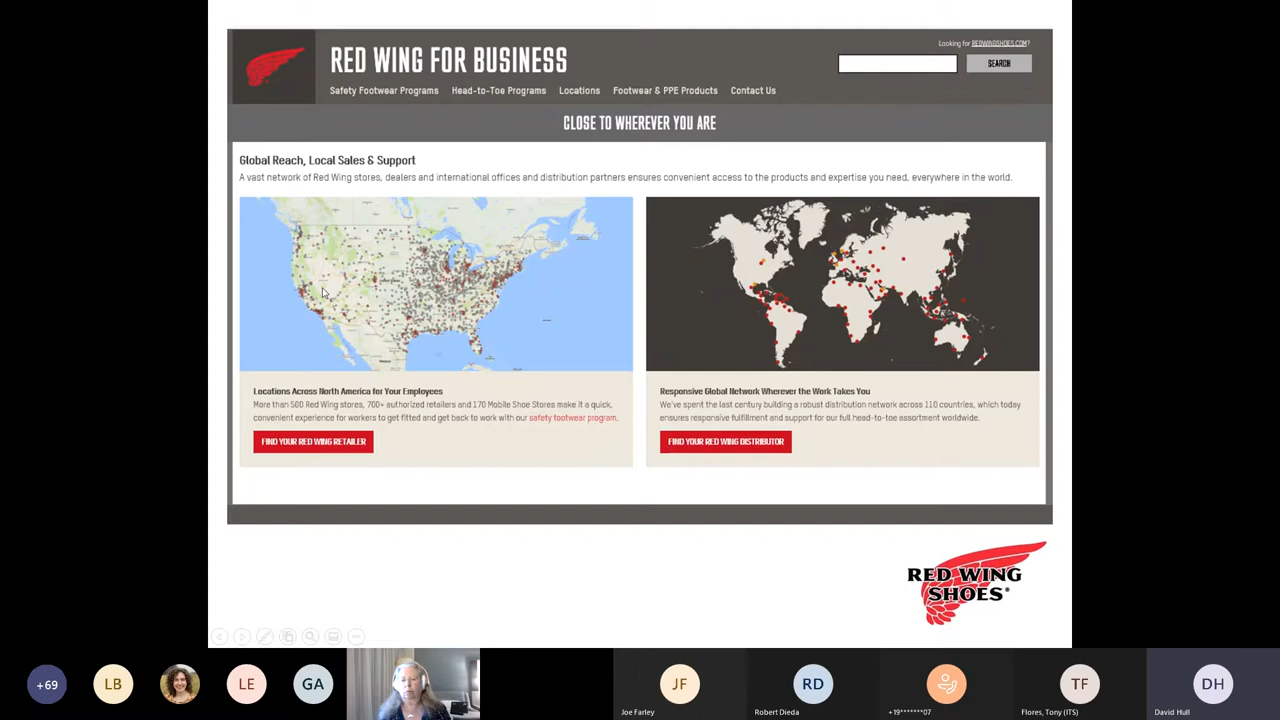 Looking for REDWINGSHOES.COM?
RED WING FOR BUSINESS
SEARCH
Safety Footwear Programs Head-to-Toe Programs Locations Footwear & PPE Products Contact Us
CLOSE TO WHEREVER YOU ARE
Global Reach, Local Sales & Support
A vast network of Red Wing stores, dealers and international offices and distribution partners ensures convenient access to the products and expertise you need, everywhere in the world.
Locations Across North America for Your Employees
More than 500 Red Wing stores, 700+ authorized retailers and 170 Mobile Shoe Stores make it a quick,
convenient experience for workers to get fitted and get back to work with our safety footwear program.
FIND YOUR RED WING RETAILER
Responsive Global Network Wherever the Work Takes You
We've spent the last century building a robust distribution network across 110 countries, which today
ensures responsive fulfillment and support for our full head-to-toe assortment worldwide.
FIND YOUR RED WING DISTRIBUTOR
RED WING
SHOES®
+69
LB
LE
GA
JF
Joe Farley
RD
Robert Dieda
+19*******07
TF
Flores, Tony (ITS)
DH
David Hull